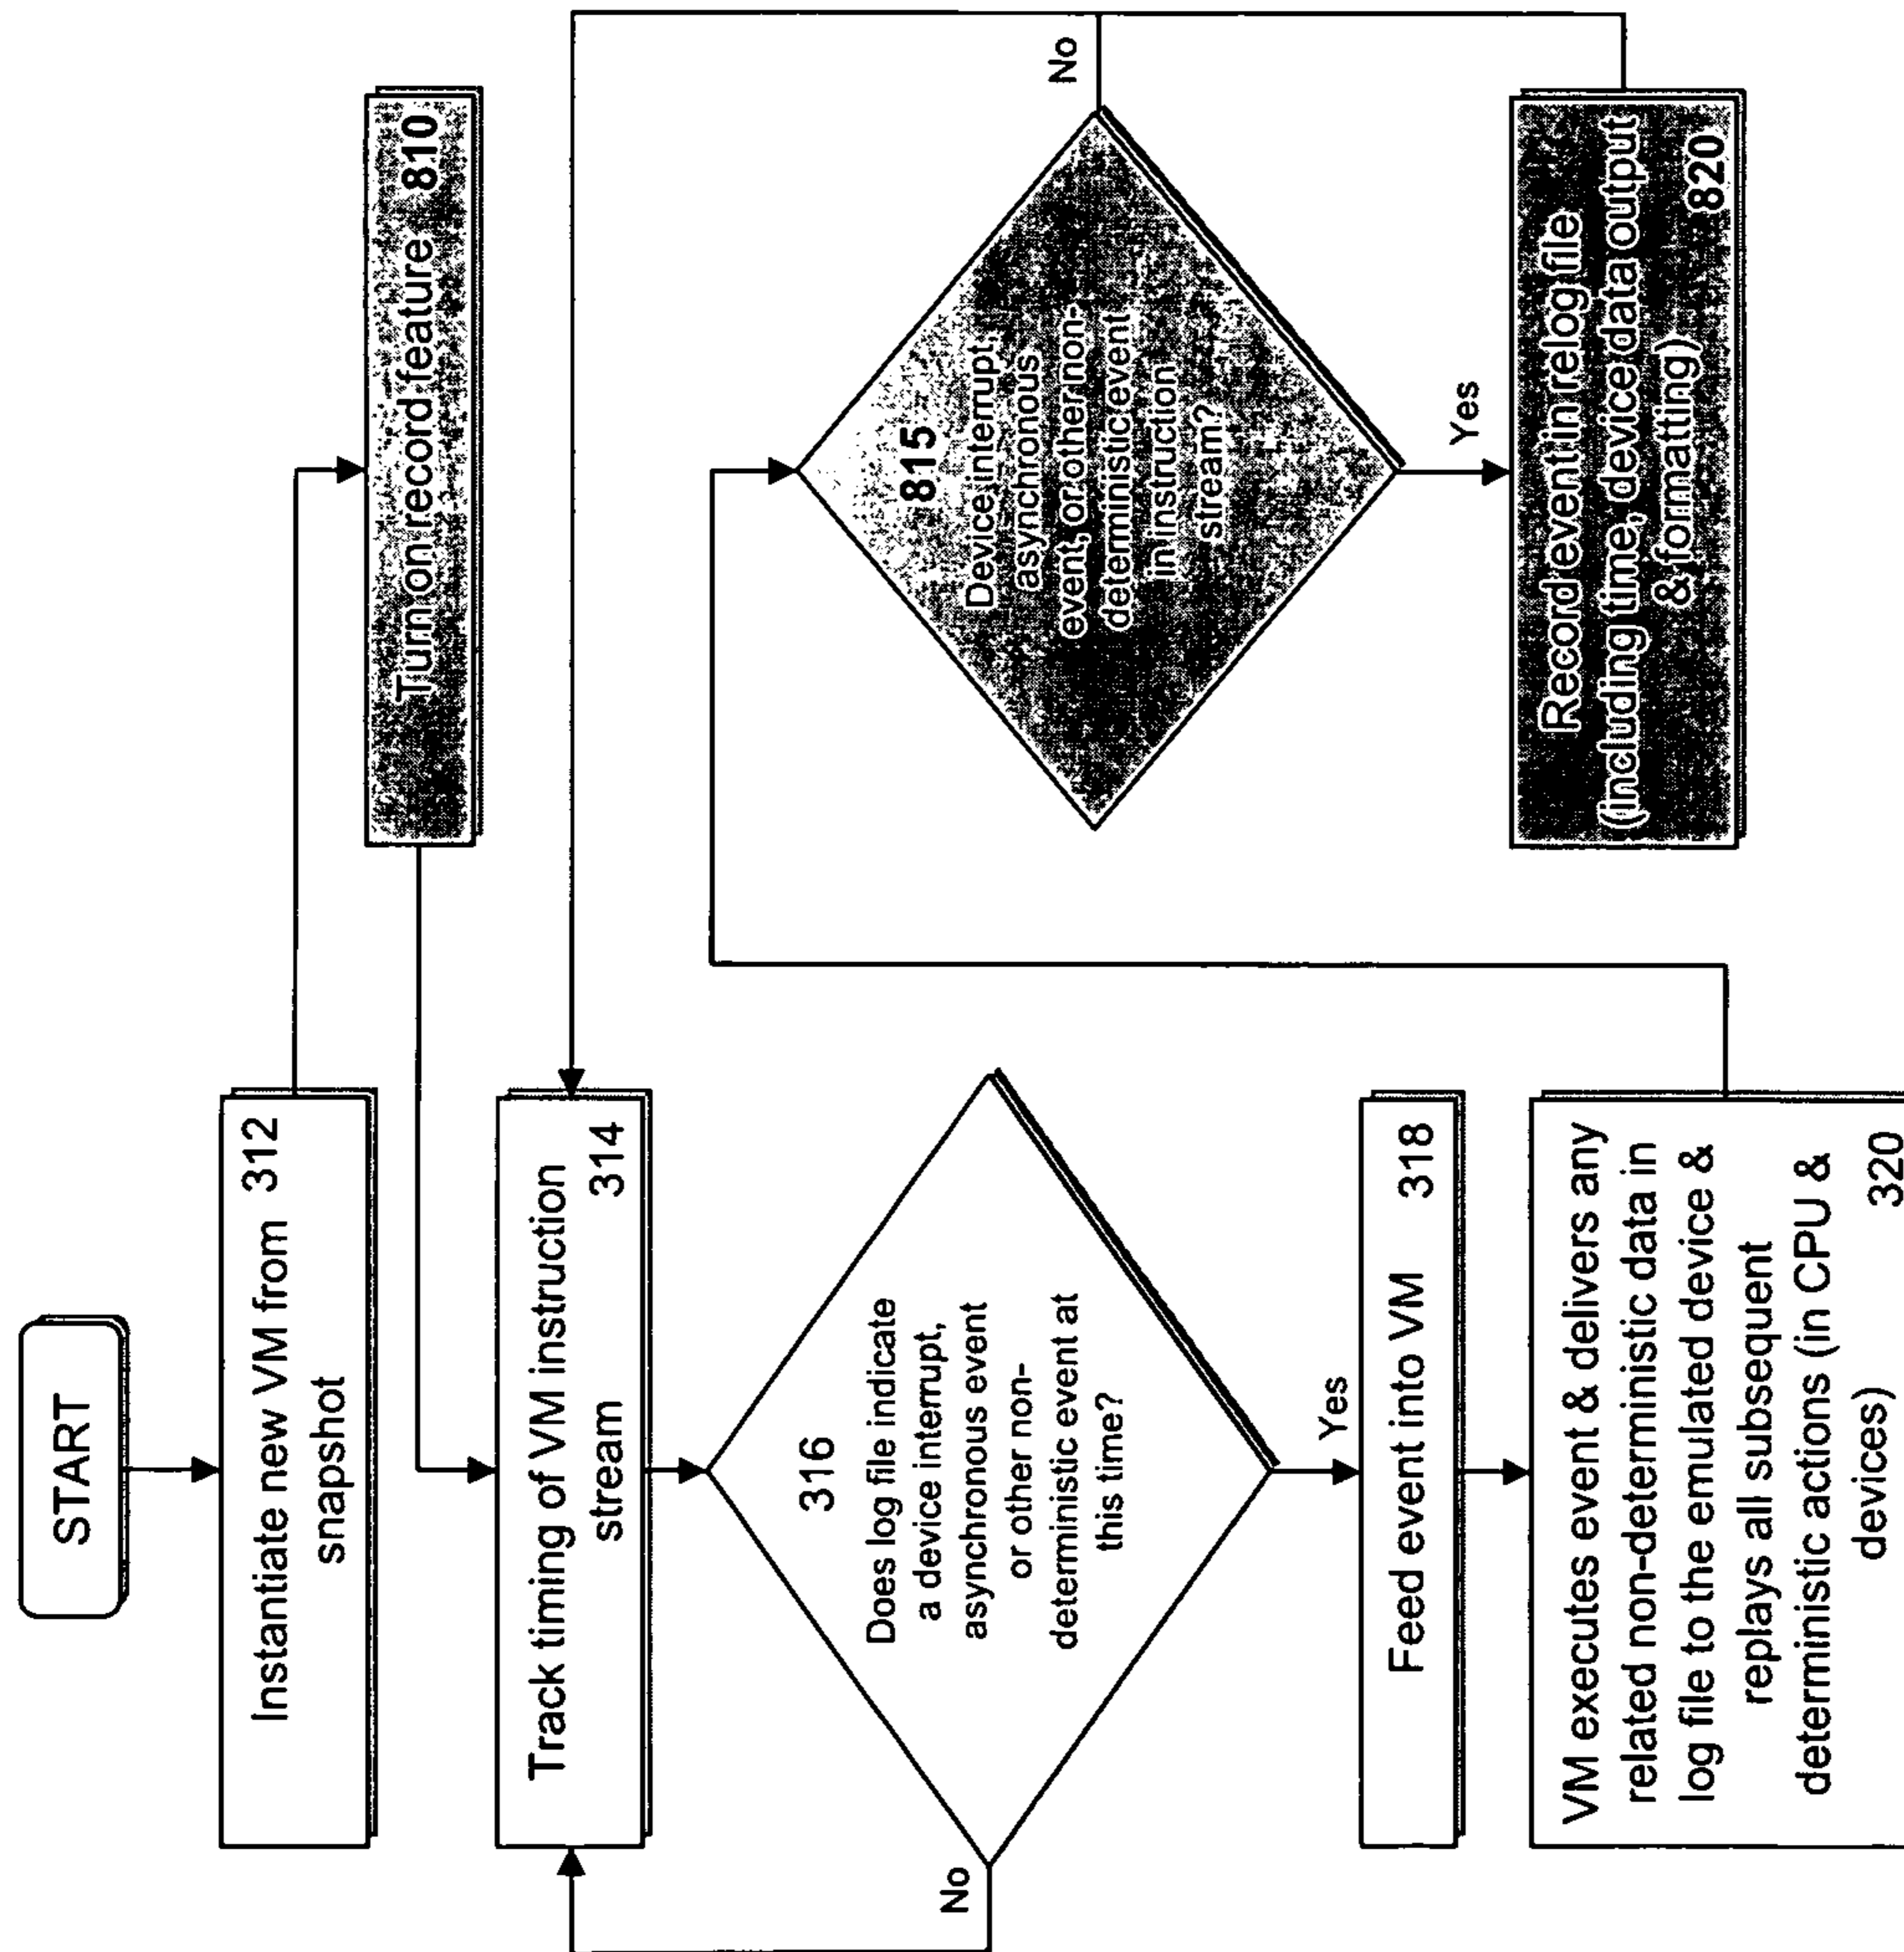 START
Instantiate new VM from 312
snapshot
Turn on record feature 810
Track timing of VM instruction
stream 314
316
Does log file indicate
a device interrupt,
asynchronous event
or other non-
deterministic event at
this time?
No
Yes
Feed event into VM 318
VM executes event & delivers any
related non-deterministic data in
log file to the emulated device &
replays all subsequent
deterministic actions (in CPU &
devices) 320
815
Device interrupt,
asynchronous
event, or other non-
deterministic event
in instruction
stream?
No
Yes
Record event in relog file
(including time, device data output
& formatting) 820